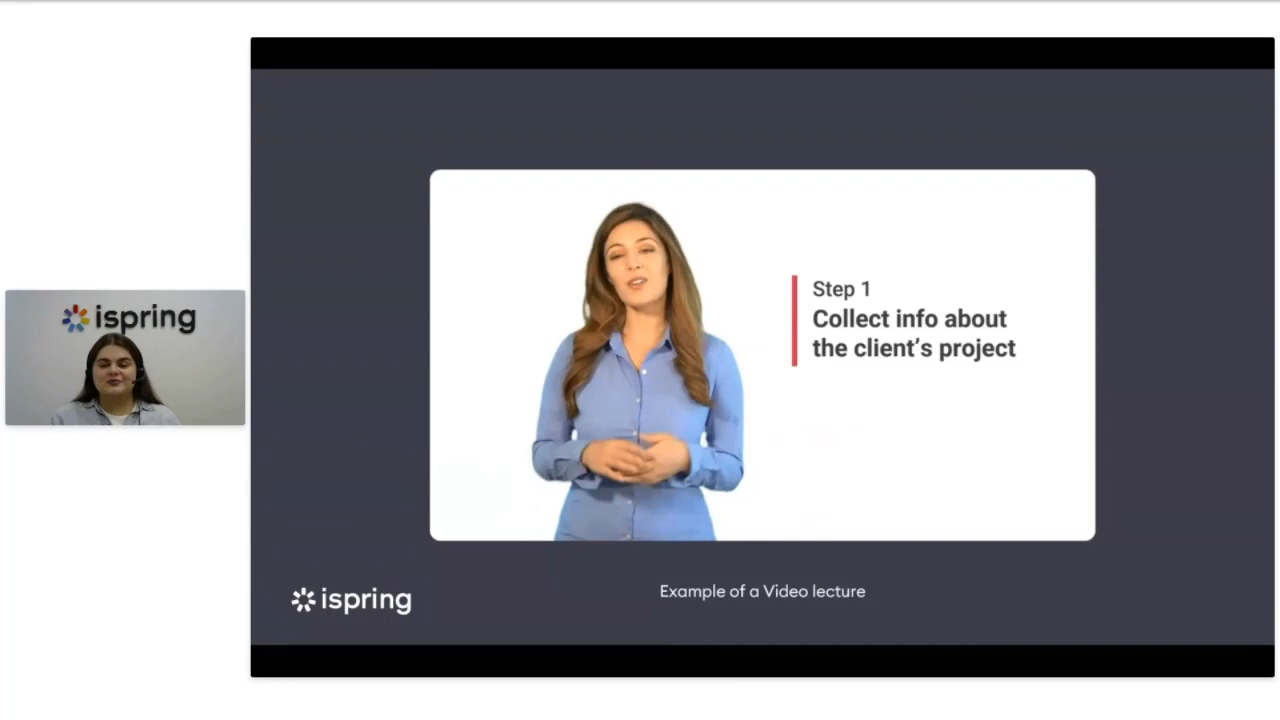 ispring
Step 1
Collect info about
the client's project
Example of a Video lecture
ispring